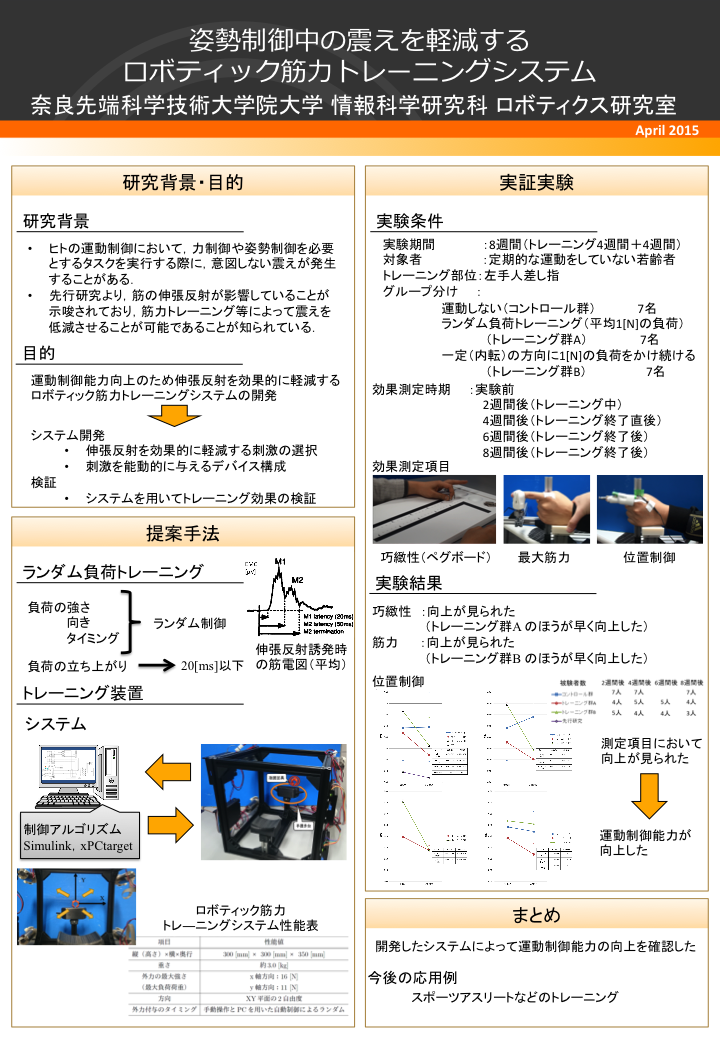 姿勢制御中の震えを軽減する
ロボティック筋力トレーニングシステム
奈良先端科学技術大学院大学 情報科学研究科 ロボティクス研究室
April 2015
研究背景・目的
研究背景
• ヒトの運動制御において，力制御や姿勢制御を必要
とするタスクを実行する際に，意図しない震えが発生
することがある．
• 先行研究より，筋の伸張反射が影響していることが
示唆されており，筋力トレーニング等によって震えを
低減させることが可能であることが知られている．
目的
運動制御能力向上のため伸張反射を効果的に軽減する
ロボティック筋力トレーニングシステムの開発
システム開発
• 伸張反射を効果的に軽減する刺激の選択
• 刺激を能動的に与えるデバイス構成
検証
• システムを用いてトレーニング効果の検証
提案手法
ランダム負荷トレーニング
負荷の強さ
向き
タイミング
ランダム制御
負荷の立ち上がり
20[ms]以下
M1
M2
M1 latency (20ms)
M2 latency (50ms)
M2 termination
伸張反射誘発時
の筋電図（平均）
トレーニング装置
システム
制御アルゴリズム
Simulink，xPCtarget
Y
X
ロボティック筋力
トレーニングシステム性能表
項目 性能値
縦（高さ）×横×奥行 300 [mm] × 300 [mm] × 350 [mm]
重さ 約3.0 [kg]
外力の最大強さ x 軸方向：16 [N]
（最大負荷荷重） y 軸方向：11 [N]
方向 XY 平面の 2 自由度
外力付与のタイミング 手動操作と PC を用いた自動制御によるランダム
実証実験
実験条件
実験期間 ：8週間（トレーニング4週間＋4週間）
対象者 ：定期的な運動をしていない若齢者
トレーニング部位：左手人差し指
グループ分け ：
運動しない（コントロール群） 7名
ランダム負荷トレーニング（平均1[N]の負荷）
（トレーニング群A） 7名
一定（内転）の方向に1[N]の負荷をかけ続ける
（トレーニング群B） 7名
効果測定時期 ：実験前
2週間後（トレーニング中）
4週間後（トレーニング終了直後）
6週間後（トレーニング終了後）
8週間後（トレーニング終了後）
効果測定項目
巧緻性（ペグボード） 最大筋力 位置制御
実験結果
巧緻性 ：向上が見られた
（トレーニング群A のほうが早く向上した）
筋力 ：向上が見られた
（トレーニング群B のほうが早く向上した）
位置制御
被験者数 2週間後 4週間後 6週間後 8週間後
コントロール群 7人 7人 7人
トレーニング群A 4人 5人 5人 4人
トレーニング群B 5人 4人 4人 3人
先行研究
測定項目において
向上が見られた
運動制御能力が
向上した
まとめ
開発したシステムによって運動制御能力の向上を確認した
今後の応用例
スポーツアスリートなどのトレーニング